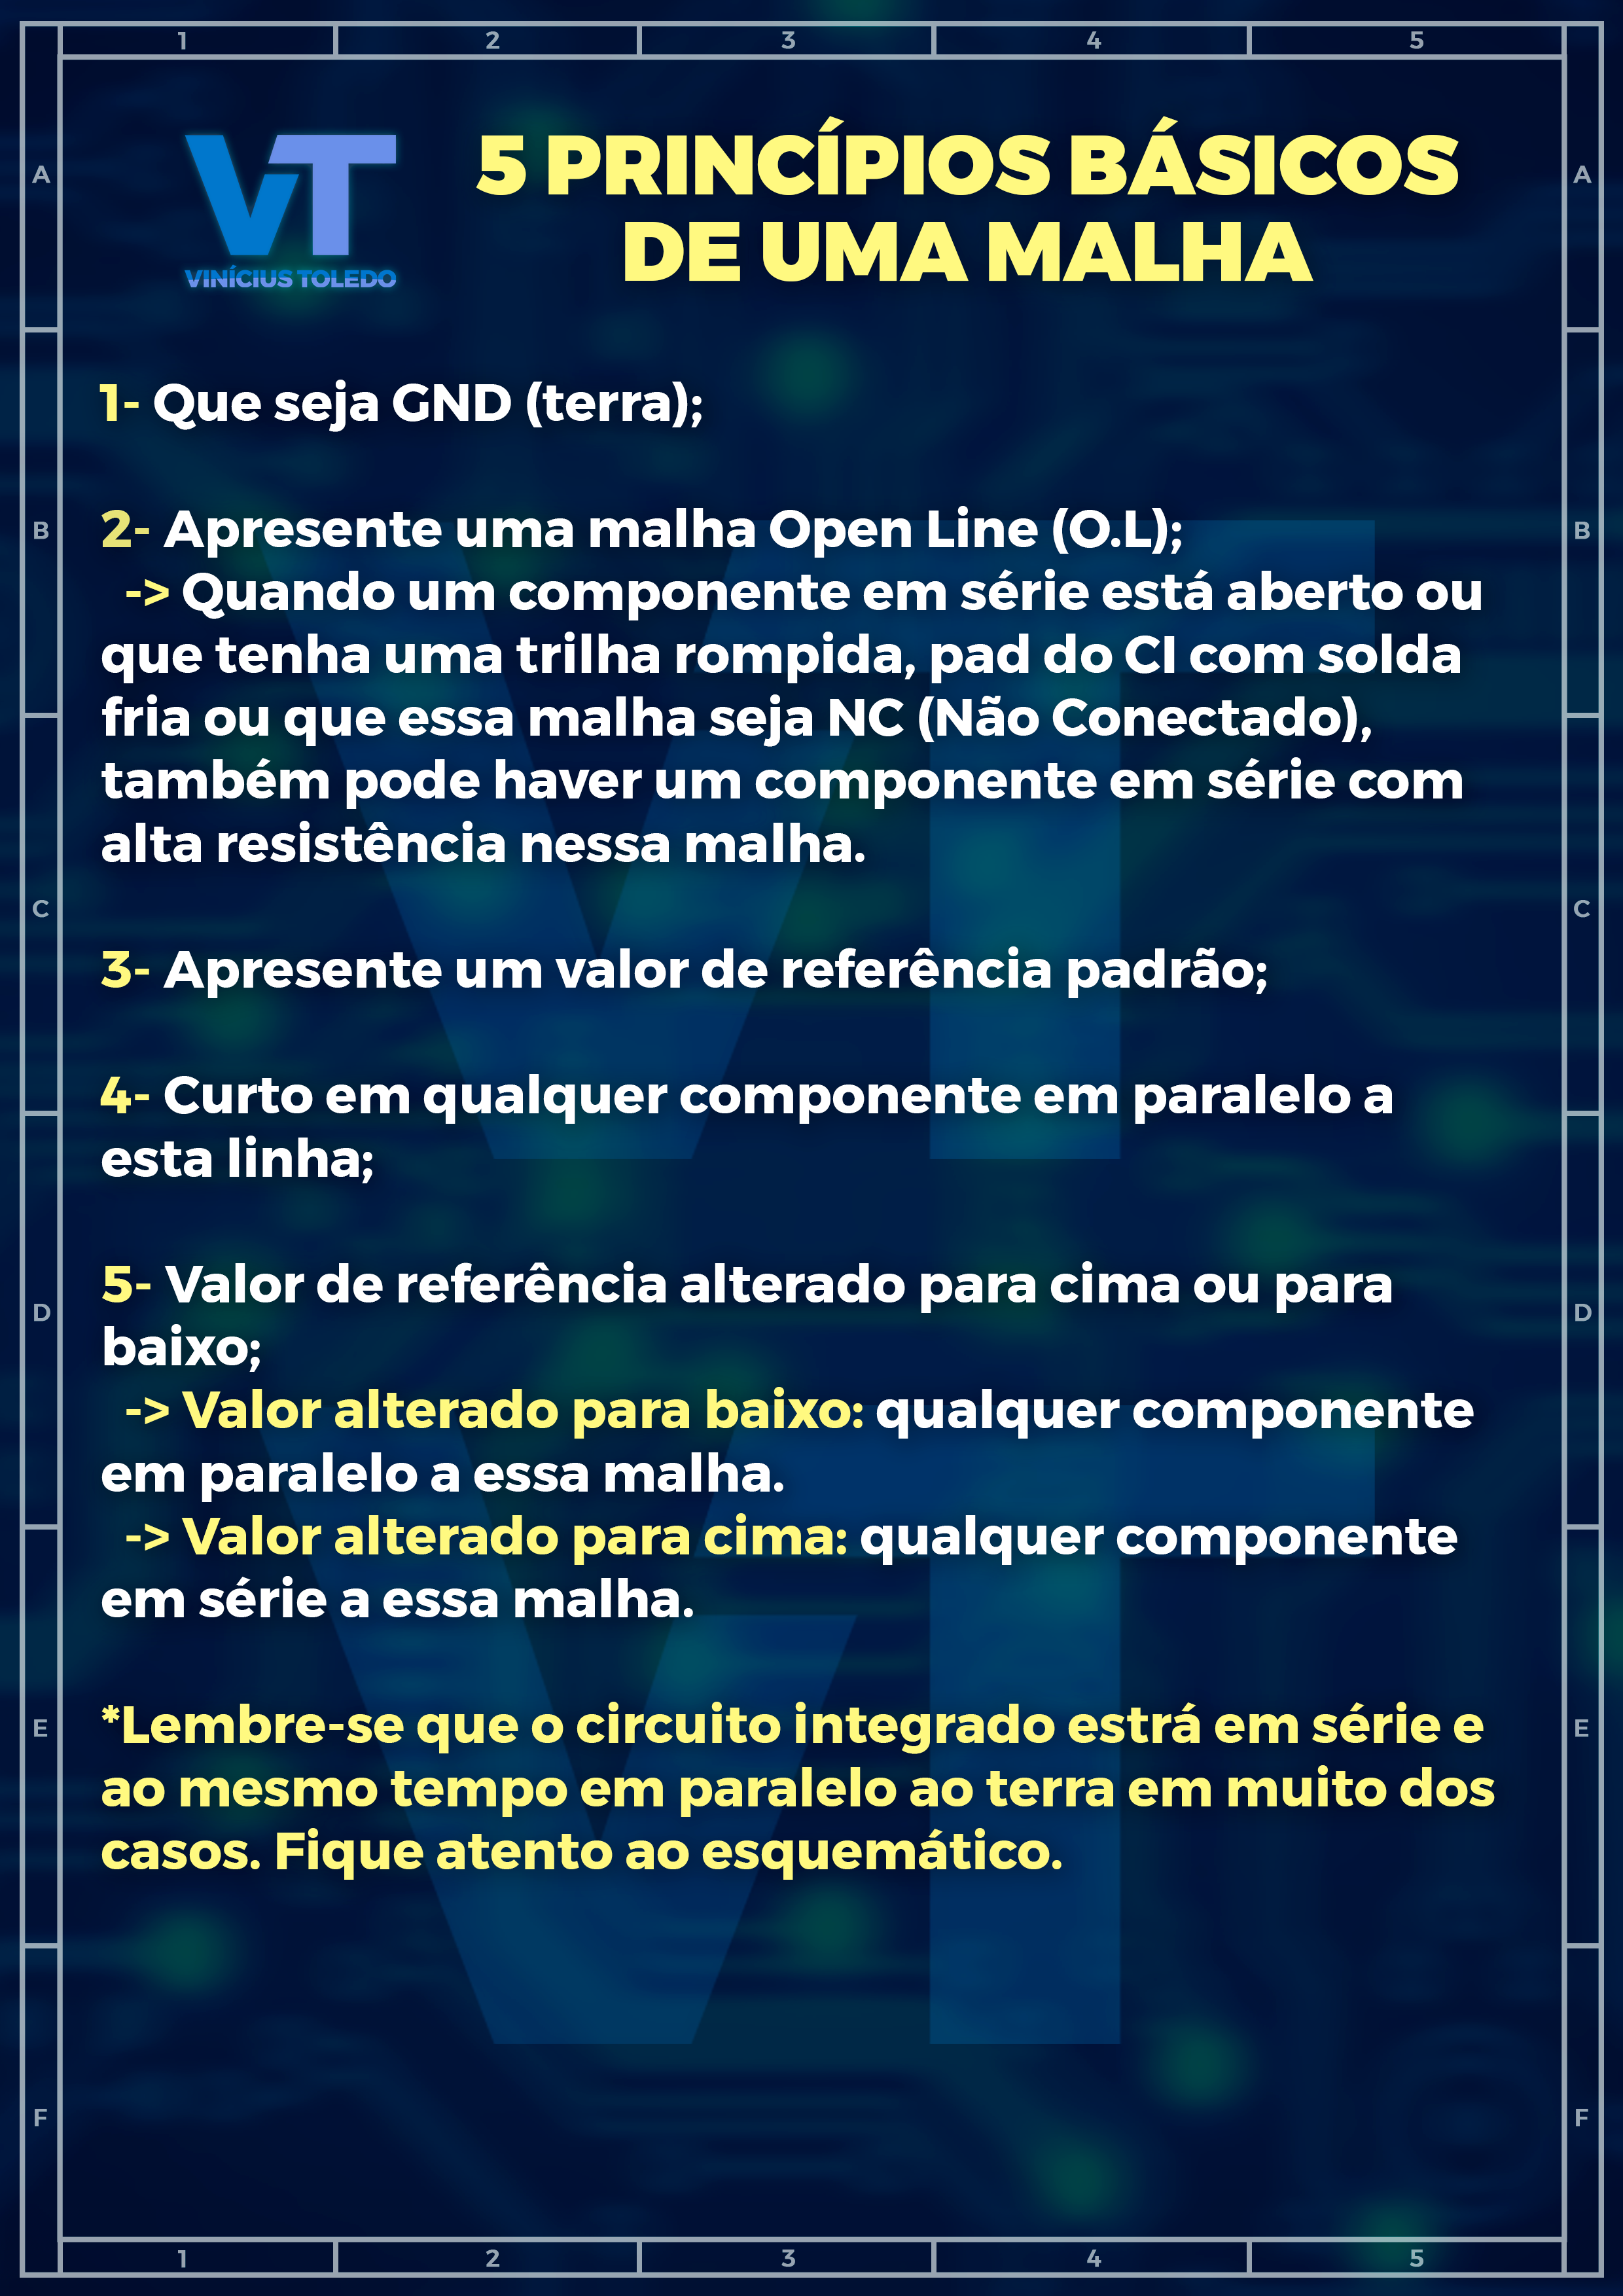 1 2 3 4 5
VT
VINÍCIUS TOLEDO
5 PRINCÍPIOS BÁSICOS
DE UMA MALHA
A A
1- Que seja GND (terra);
2- Apresente uma malha Open Line (O.L);
B B
-> Quando um componente em série está aberto ou
que tenha uma trilha rompida, pad do CI com solda
fria ou que essa malha seja NC (Não Conectado),
também pode haver um componente em série com
alta resistência nessa malha.
C C
3- Apresente um valor de referência padrão;
4- Curto em qualquer componente em paralelo a
esta linha;
5- Valor de referência alterado para cima ou para
D D
baixo;
-> Valor alterado para baixo: qualquer componente
em paralelo a essa malha.
-> Valor alterado para cima: qualquer componente
em série a essa malha.
*Lembre-se que o circuito integrado estrá em série e
E E
ao mesmo tempo em paralelo ao terra em muito dos
casos. Fique atento ao esquemático.
F F
1 2 3 4 5